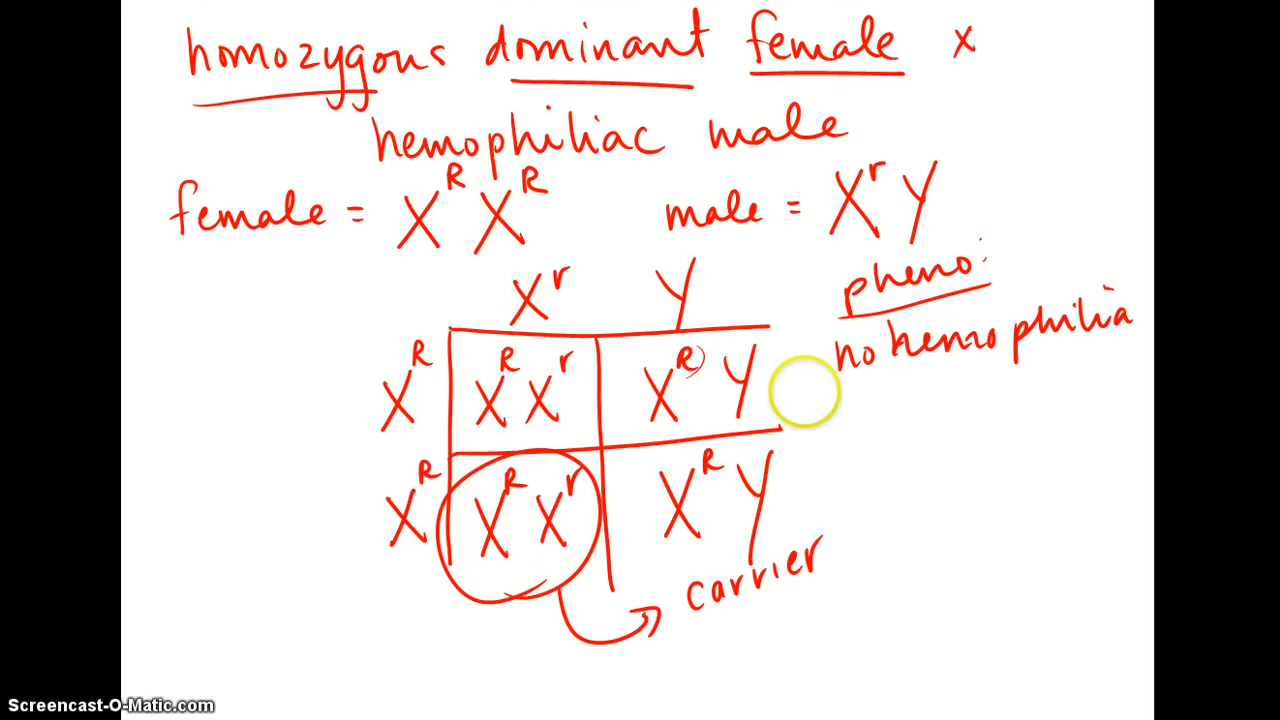 homozygous dominant female x
hemophiliac male
female = X^R X^R male = X^r Y
pheno:
no hemophilia
X^r Y
X^R X^R X^r X^R Y
X^R X^R X^r X^R Y
carrier
Screencast-O-Matic.com